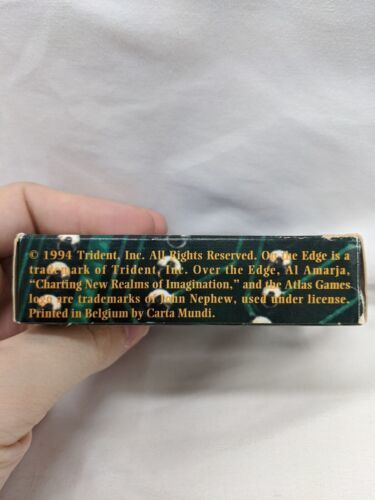 © 1994 Trident, Inc. All Rights Reserved. On the Edge is a
trademark of Trident, Inc. Over the Edge, Al Amarja,
“Charting New Realms of Imagination,” and the Atlas Games
logo are trademarks of John Nephew, used under license.
Printed in Belgium by Carta Mundi.